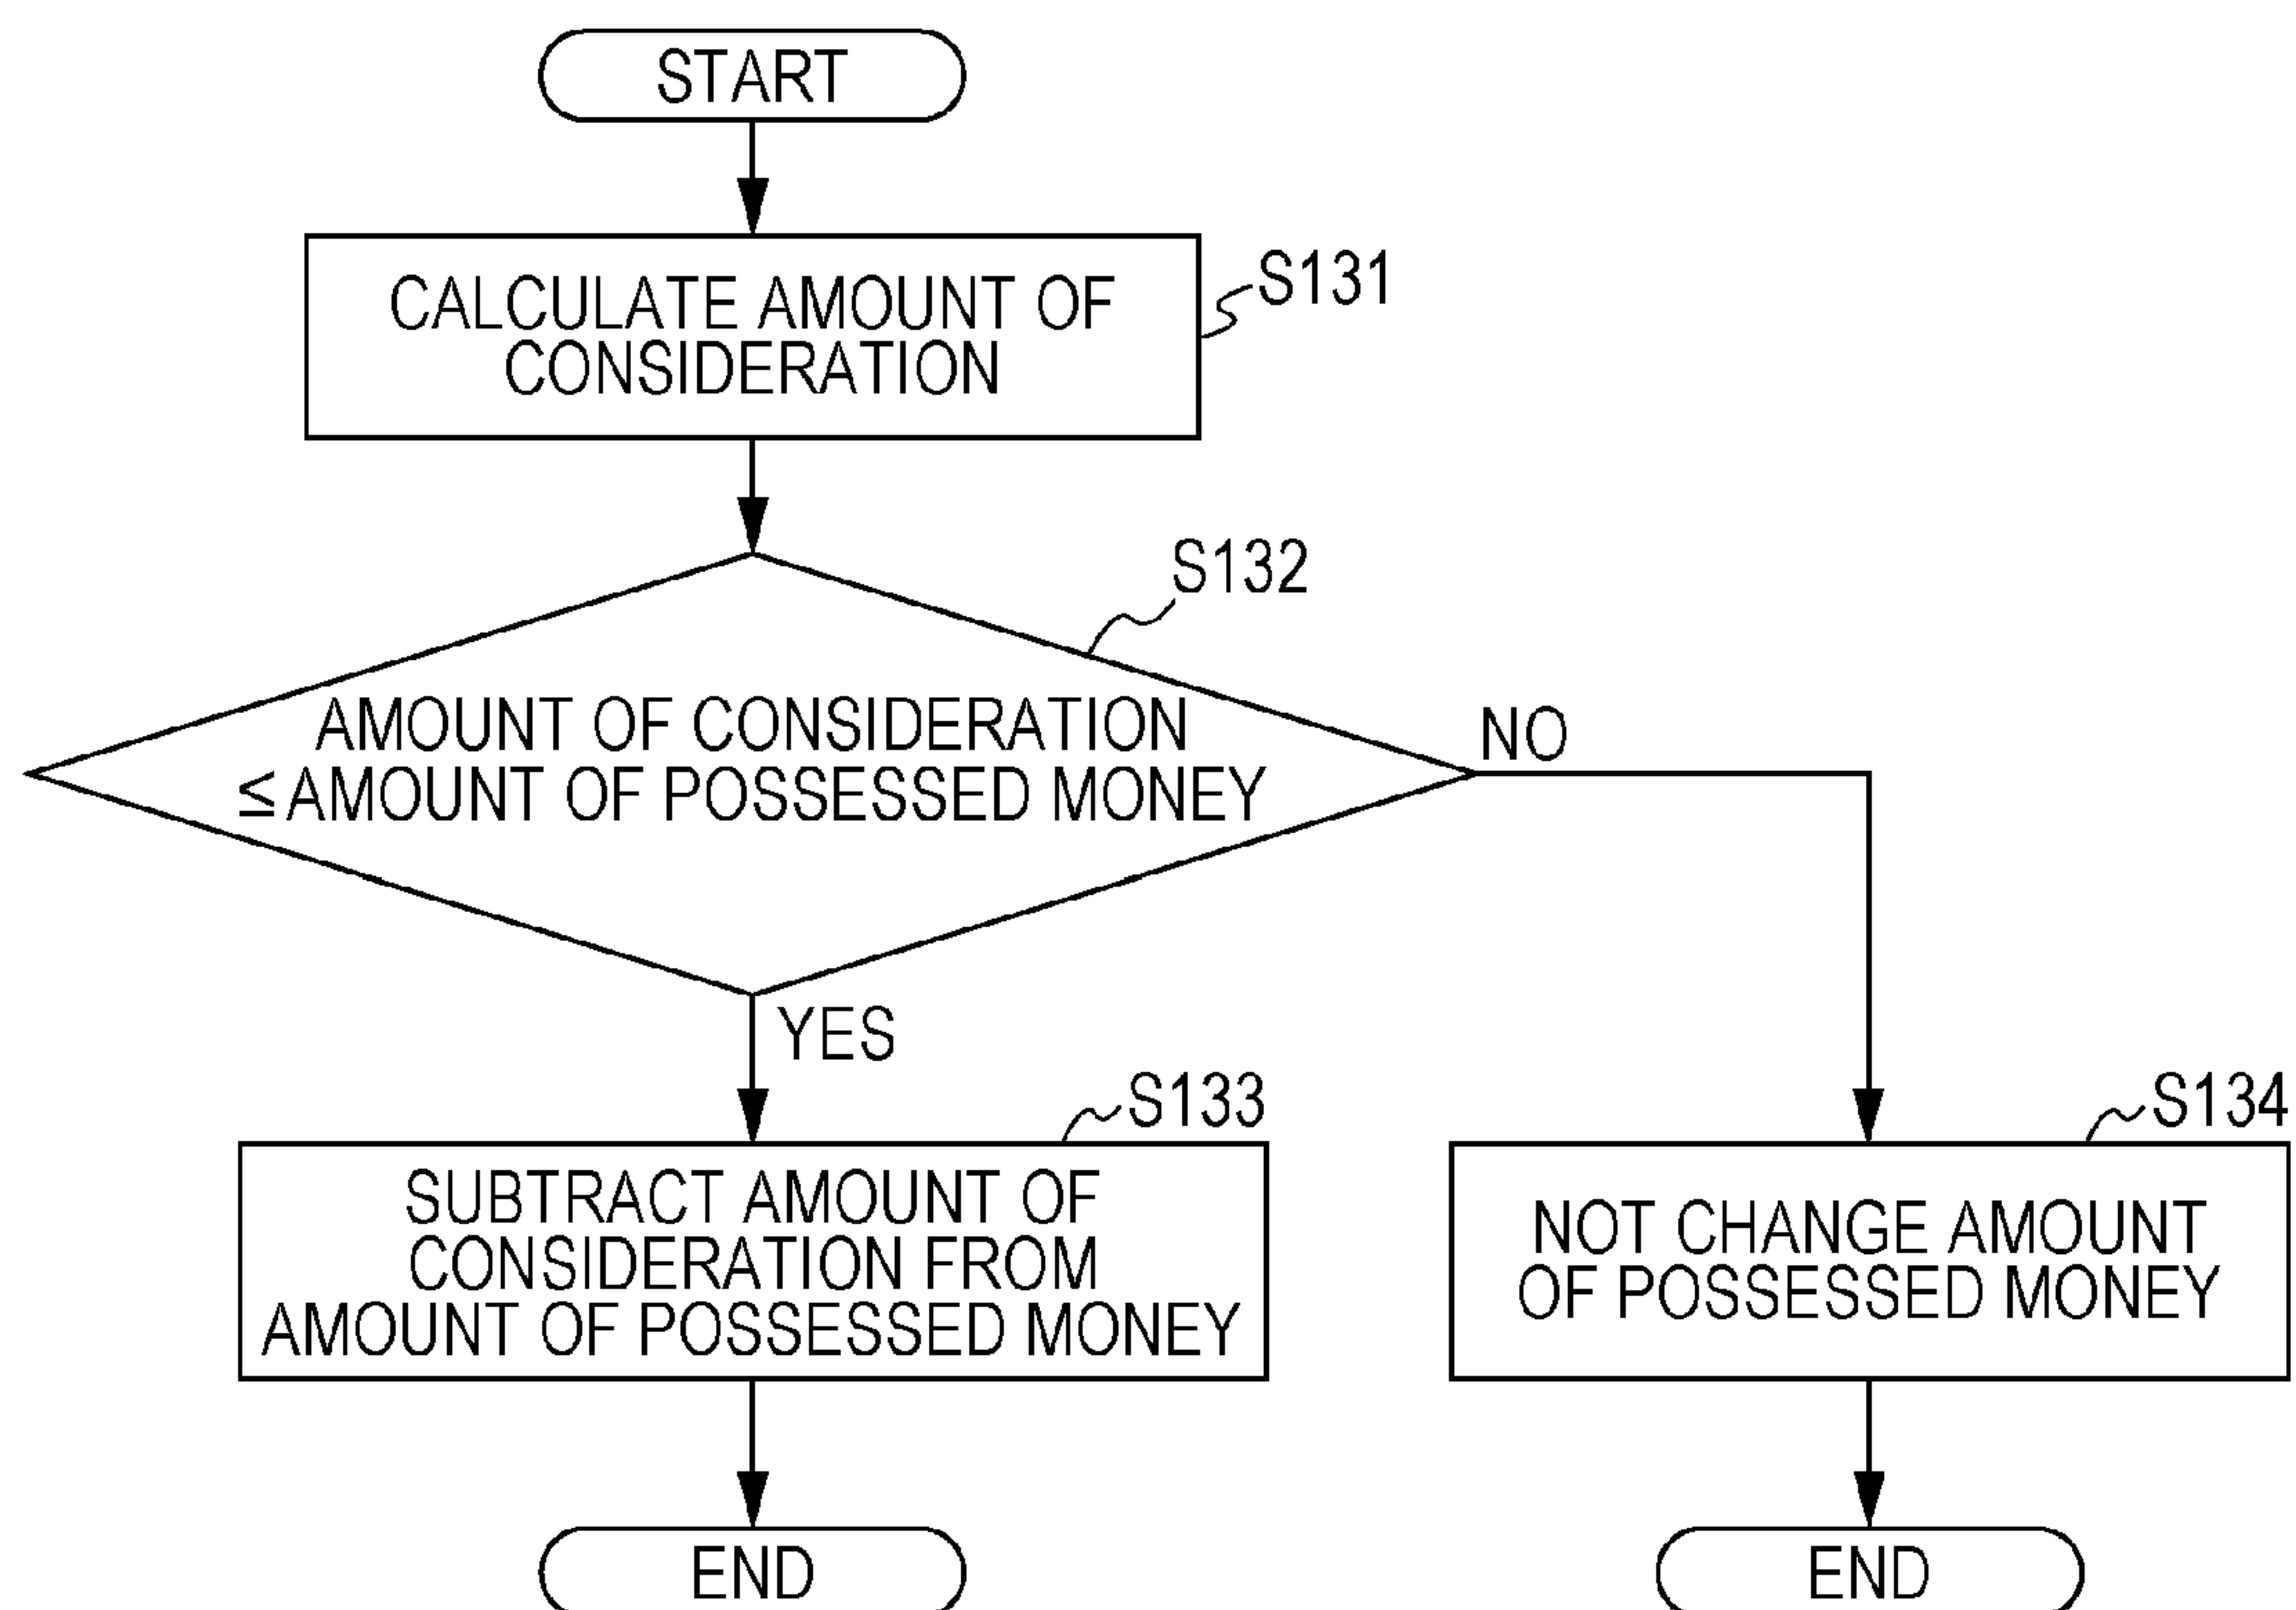 START
CALCULATE AMOUNT OF
CONSIDERATION
S131
S132
AMOUNT OF CONSIDERATION
≤ AMOUNT OF POSSESSED MONEY
NO
YES
S133
SUBTRACT AMOUNT OF
CONSIDERATION FROM
AMOUNT OF POSSESSED MONEY
S134
NOT CHANGE AMOUNT
OF POSSESSED MONEY
END
END